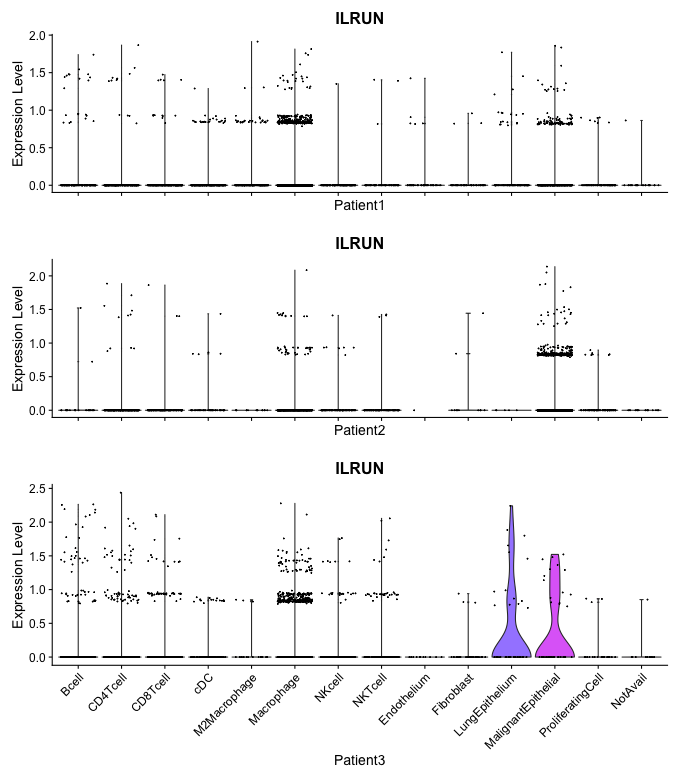 ILRUN
Expression Level
2.0
1.5
1.0
0.5
0.0
Patient1
ILRUN
Expression Level
2.0
1.5
1.0
0.5
0.0
Patient2
ILRUN
Expression Level
2.5
2.0
1.5
1.0
0.5
0.0
Bcell
CD4Tcell
CD8Tcell
cDC
M2Macrophage
Macrophage
NKcell
NKTcell
Endothelium
Fibroblast
LungEpithelium
MalignantEpithelial
ProliferatingCell
NotAvail
Patient3